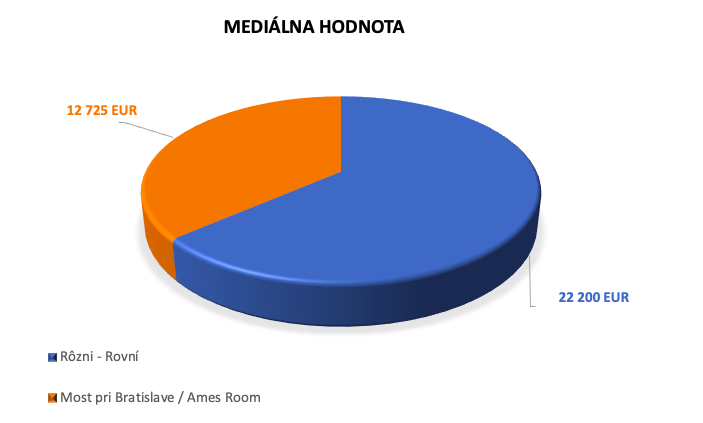 MEDIÁLNA HODNOTA
12 725 EUR
22 200 EUR
Rôzni - Rovní
Most pri Bratislave / Ames Room